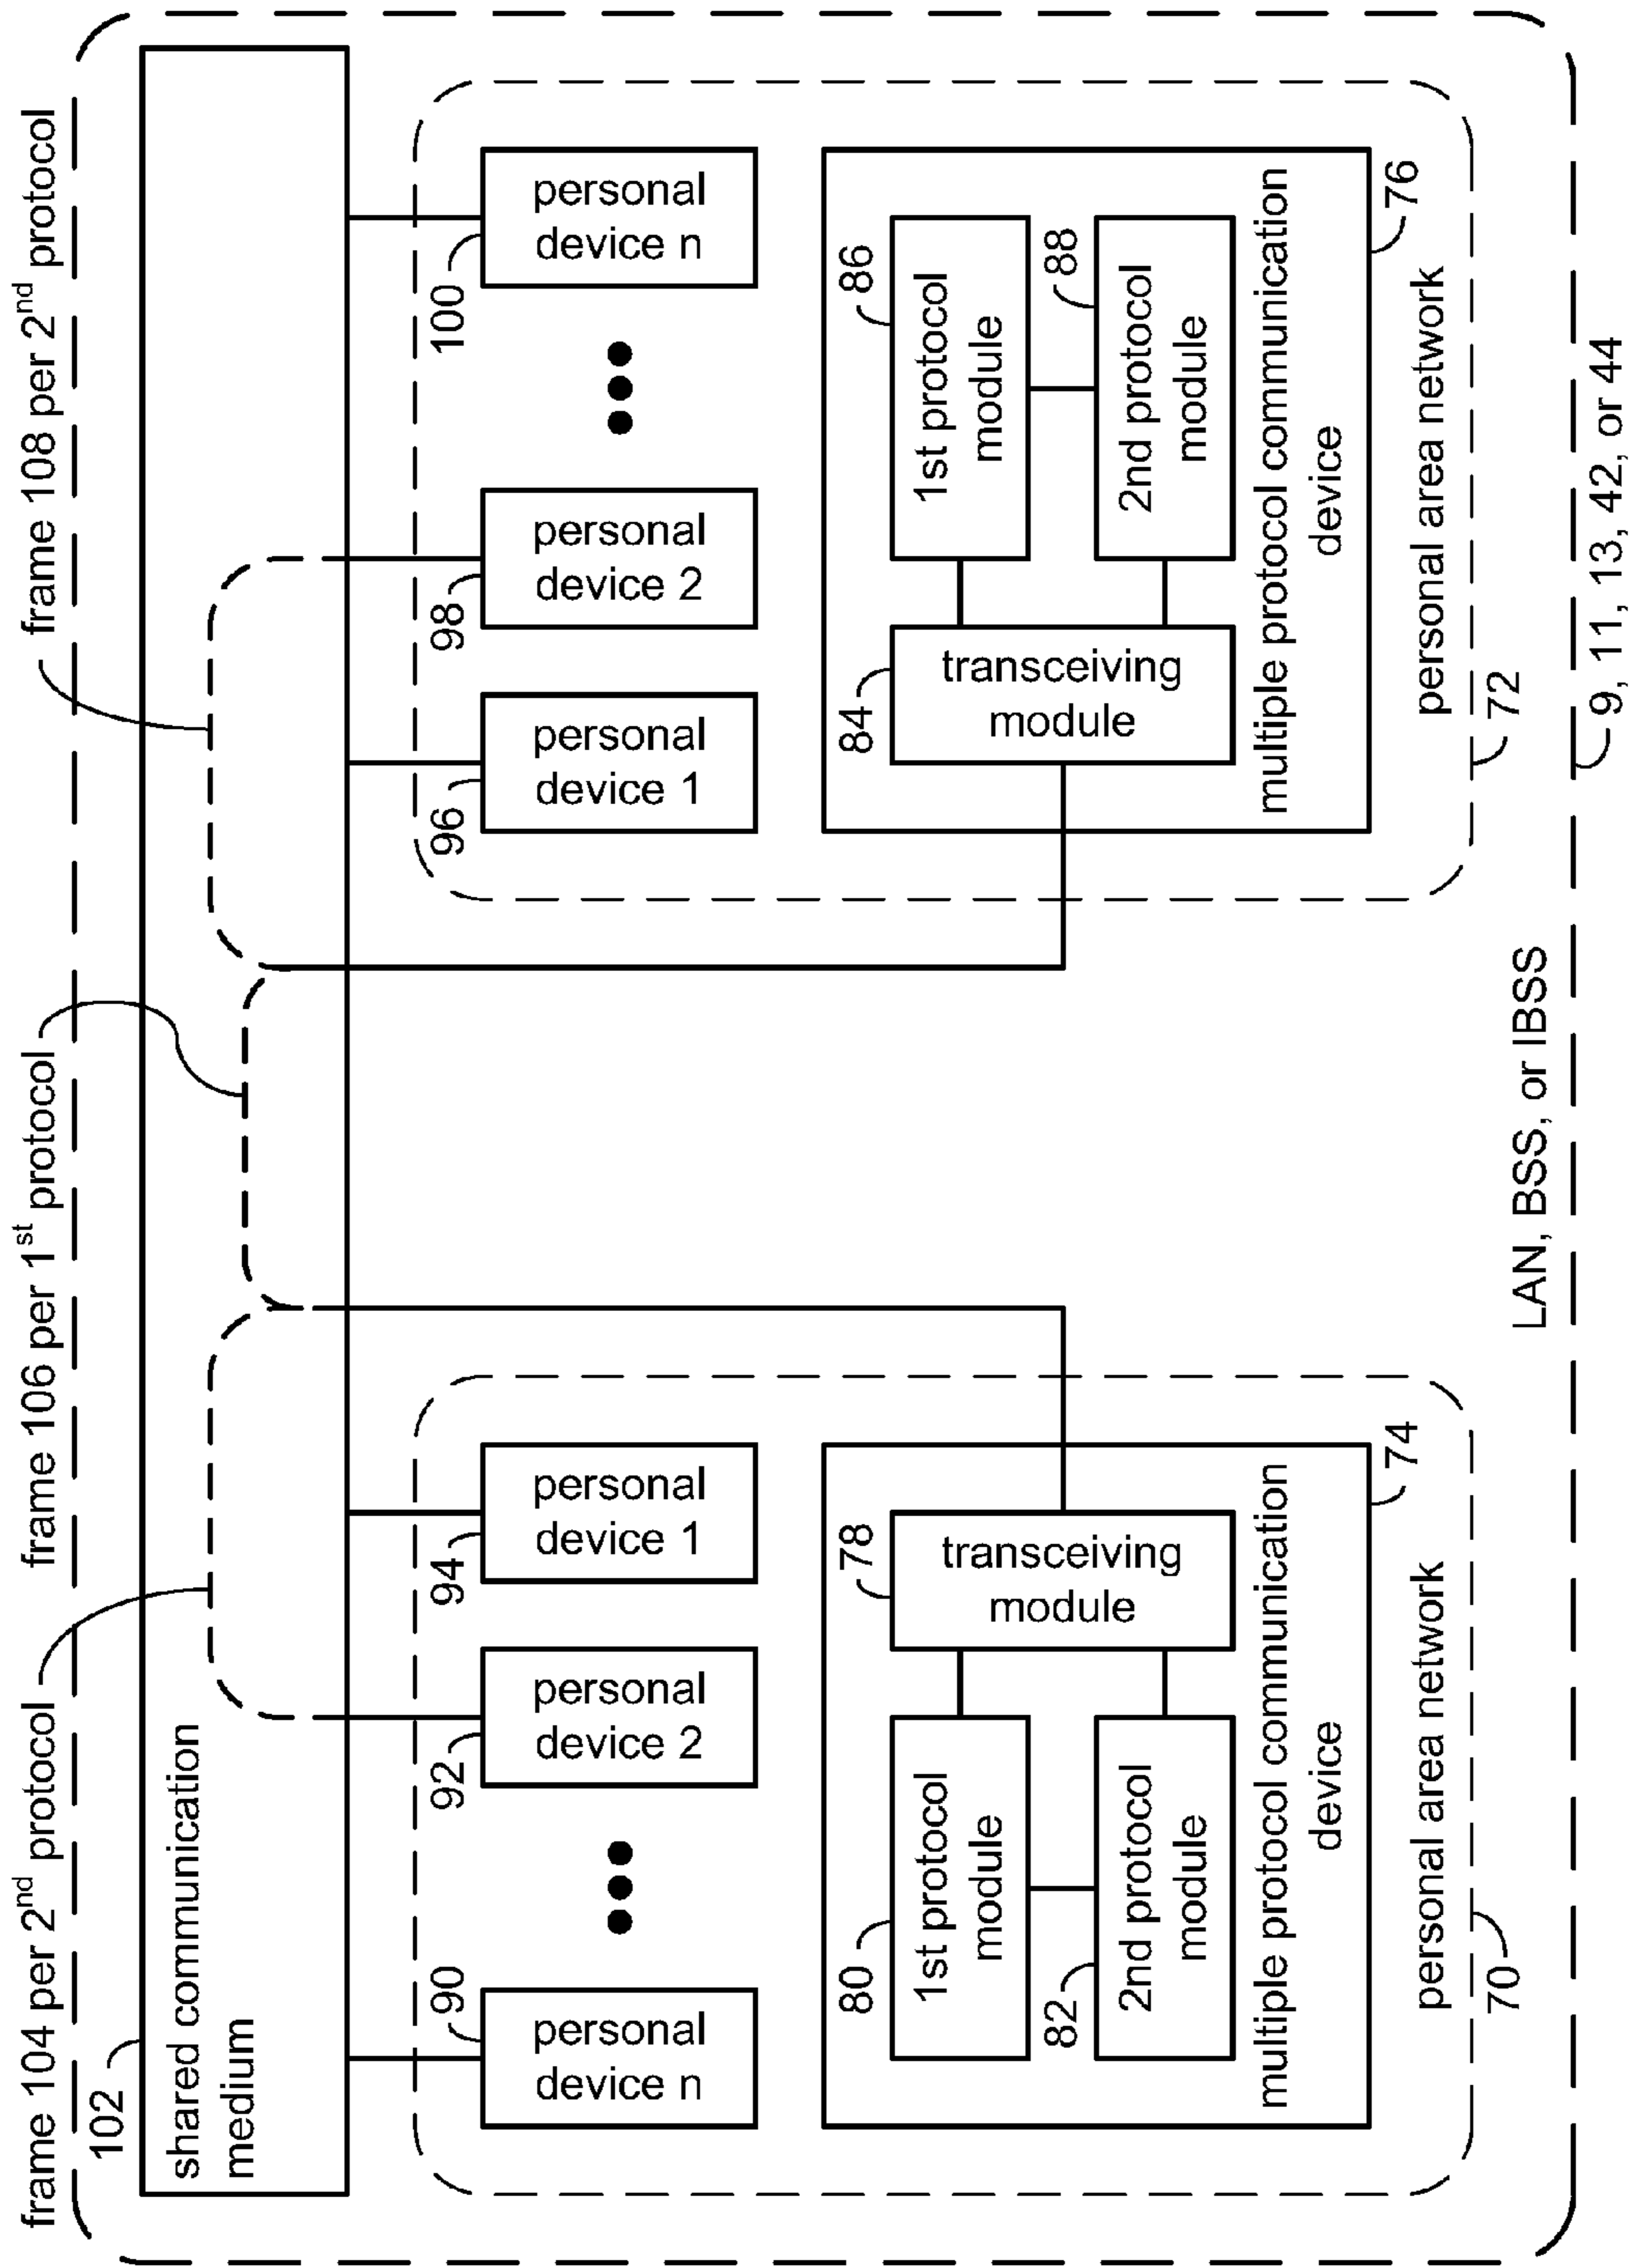 frame 104 per 2nd protocol
frame 106 per 1st protocol
frame 108 per 2nd protocol
102
shared communication
medium
90
personal
device n
92
personal
device 2
94
personal
device 1
96
personal
device 1
98
personal
device 2
100
personal
device n
80
1st protocol
module
82
2nd protocol
module
78
transceiving
module
multiple protocol communication
device
74
personal area network
70
84
transceiving
module
86
1st protocol
module
88
2nd protocol
module
multiple protocol communication
device
76
personal area network
72
LAN, BSS, or IBSS
9, 11, 13, 42, or 44